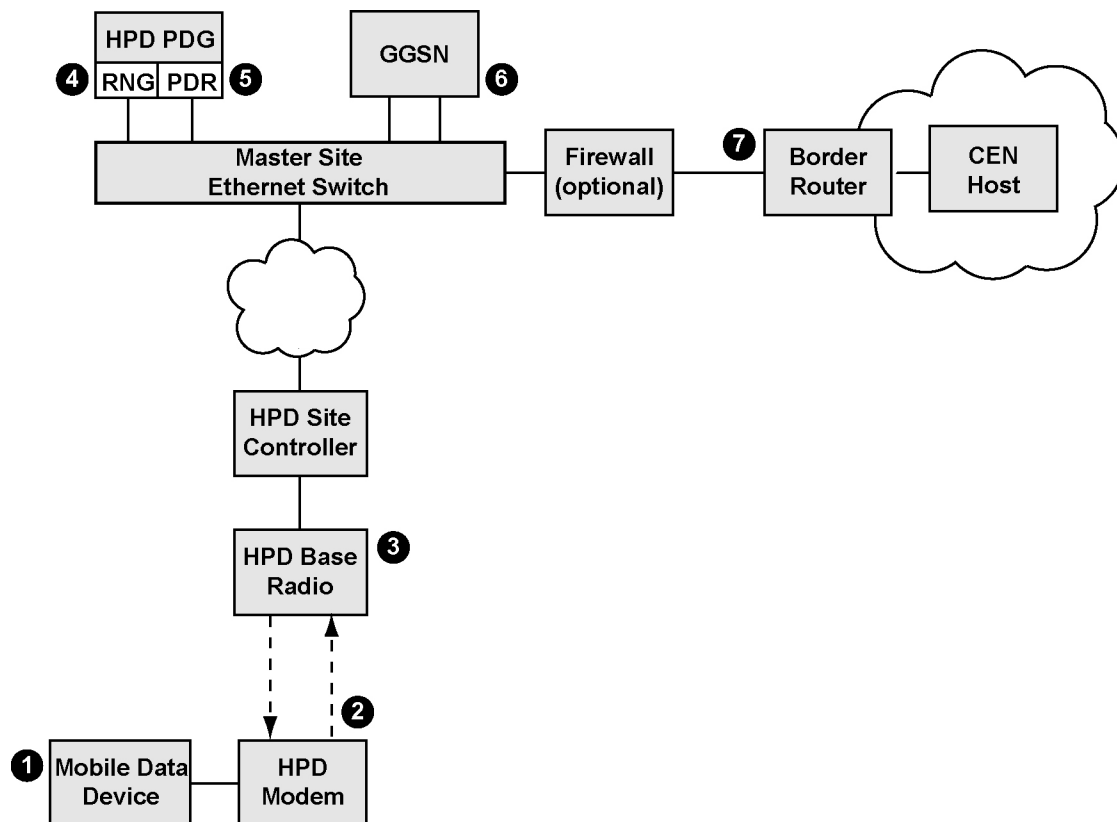 HPD PDG
4
RNG
PDR
5
GGSN
6
Master Site
Ethernet Switch
Firewall
(optional)
7
Border
Router
CEN
Host
HPD Site
Controller
HPD Base
Radio
3
2
1
Mobile Data
Device
HPD
Modem